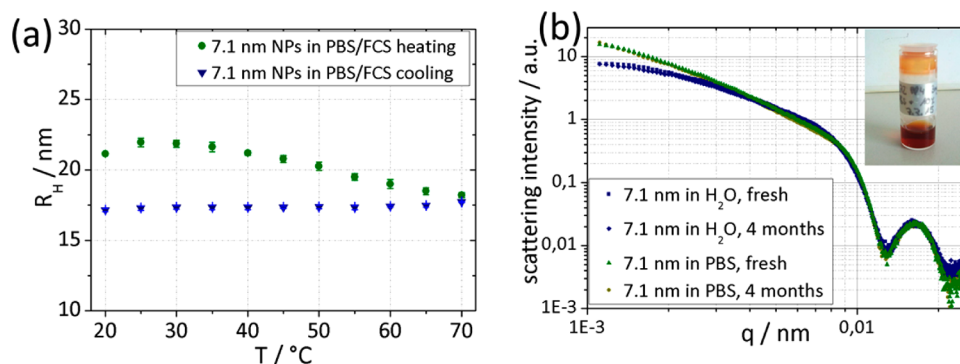 (a)
30
25
20
15
10
R_H / nm
7.1 nm NPs in PBS/FCS heating
7.1 nm NPs in PBS/FCS cooling
20 30 40 50 60 70
T / °C
(b)
10
1
0,1
0,01
1E-3
scattering intensity / a.u.
7.1 nm in H₂O, fresh
7.1 nm in H₂O, 4 months
7.1 nm in PBS, fresh
7.1 nm in PBS, 4 months
1E-3 0,01
q / nm